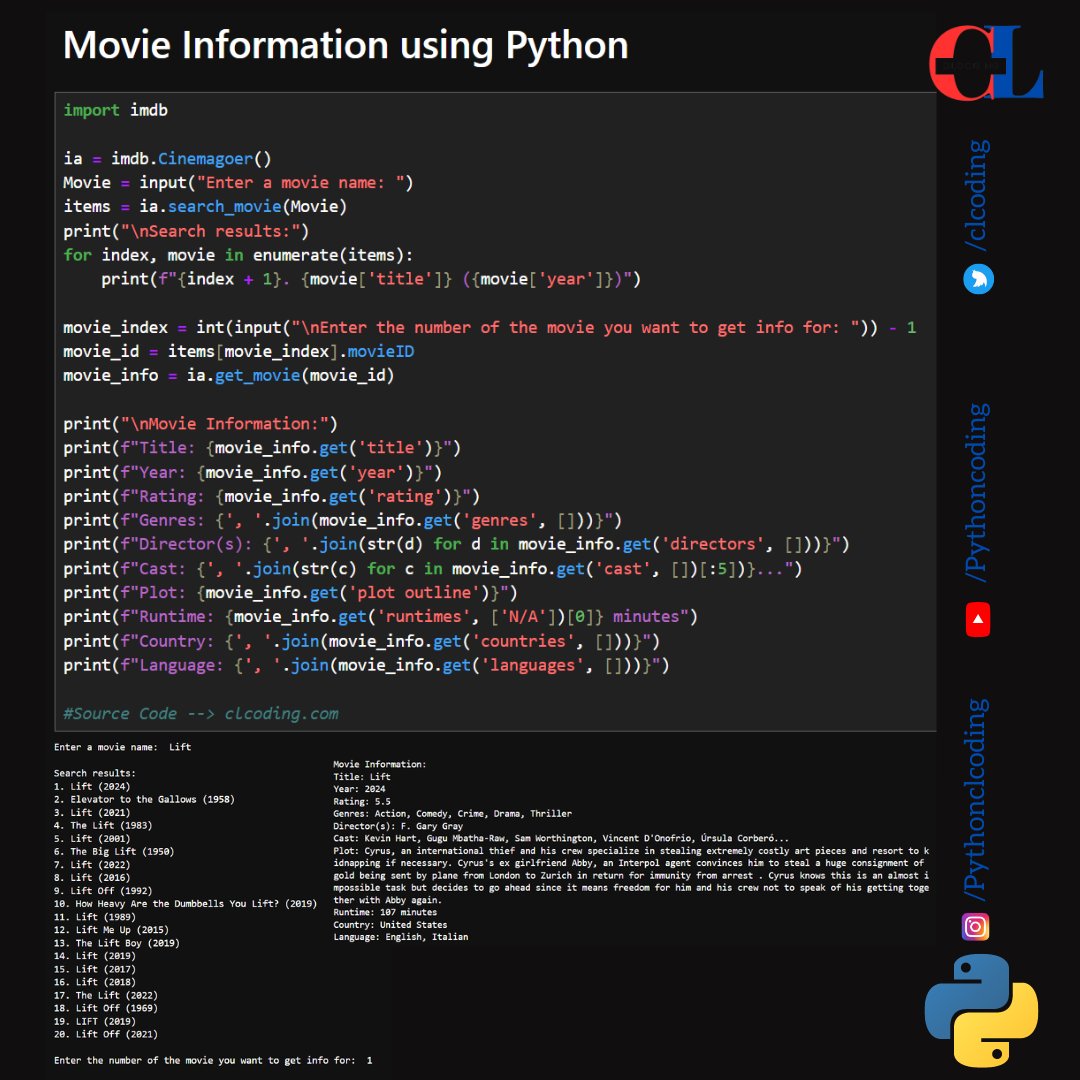 Movie Information using Python
CL
import imdb
ia = imdb.Cinemagoer()
Movie = input("Enter a movie name: ")
items = ia.search_movie(Movie)
print("\nSearch results:")
for index, movie in enumerate(items):
    print(f"{index + 1}. {movie['title']} ({movie['year']})")
movie_index = int(input("\nEnter the number of the movie you want to get info for: ")) - 1
movie_id = items[movie_index].movieID
movie_info = ia.get_movie(movie_id)
print("\nMovie Information:")
print(f"Title: {movie_info.get('title')}")
print(f"Year: {movie_info.get('year')}")
print(f"Rating: {movie_info.get('rating')}")
print(f"Genres: {', '.join(movie_info.get('genres', []))}")
print(f"Director(s): {', '.join(str(d) for d in movie_info.get('directors', []))}")
print(f"Cast: {', '.join(str(c) for c in movie_info.get('cast', [])[:5])}...")
print(f"Plot: {movie_info.get('plot outline')}")
print(f"Runtime: {movie_info.get('runtimes', ['N/A'])[0]} minutes")
print(f"Country: {', '.join(movie_info.get('countries', []))}")
print(f"Language: {', '.join(movie_info.get('languages', []))}")
#Source Code --> clcoding.com
Enter a movie name:  Lift
Search results:
1. Lift (2024)
2. Elevator to the Gallows (1958)
3. Lift (2021)
4. The Lift (1983)
5. Lift (2001)
6. The Big Lift (1950)
7. Lift (2022)
8. Lift (2016)
9. Lift Off (1992)
10. How Heavy Are the Dumbbells You Lift? (2019)
11. Lift (1989)
12. Lift Me Up (2015)
13. The Lift Boy (2019)
14. Lift (2019)
15. Lift (2017)
16. Lift (2018)
17. The Lift (2022)
18. Lift Off (1969)
19. LIFT (2019)
20. Lift Off (2021)
Enter the number of the movie you want to get info for:  1
Movie Information:
Title: Lift
Year: 2024
Rating: 5.5
Genres: Action, Comedy, Crime, Drama, Thriller
Director(s): F. Gary Gray
Cast: Kevin Hart, Gugu Mbatha-Raw, Sam Worthington, Vincent D'Onofrio, Úrsula Corberó...
Plot: Cyrus, an international thief and his crew specialize in stealing extremely costly art pieces and resort to k
idnapping if necessary. Cyrus's ex girlfriend Abby, an Interpol agent convinces him to steal a huge consignment of
gold being sent by plane from London to Zurich in return for immunity from arrest . Cyrus knows this is an almost i
mpossible task but decides to go ahead since it means freedom for him and his crew not to speak of his getting toge
ther with Abby again.
Runtime: 107 minutes
Country: United States
Language: English, Italian
/clcoding
/Pythoncoding
/Pythonclcoding